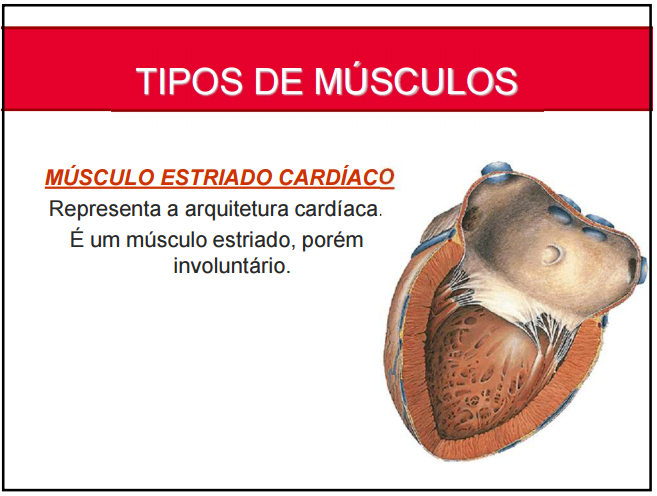 TIPOS DE MÚSCULOS
MÚSCULO ESTRIADO CARDÍACO
Representa a arquitetura cardíaca.
É um músculo estriado, porém
involuntário.